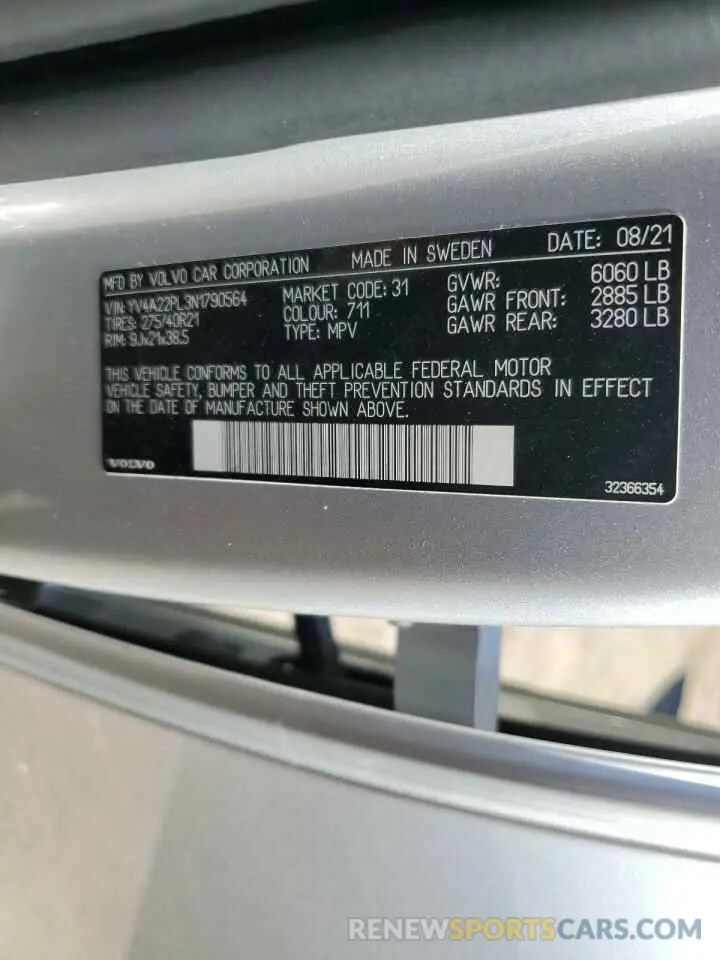 MFD BY VOLVO CAR CORPORATION MADE IN SWEDEN DATE: 08/21
VIN: YV4A22PL3N1790564 MARKET CODE: 31 GVWR: 6060 LB
TIRES: 275/40R21 COLOUR: 711 GAWR FRONT: 2885 LB
RIM: 9Jx21x38.5 TYPE: MPV GAWR REAR: 3280 LB
THIS VEHICLE CONFORMS TO ALL APPLICABLE FEDERAL MOTOR
VEHICLE SAFETY, BUMPER AND THEFT PREVENTION STANDARDS IN EFFECT
ON THE DATE OF MANUFACTURE SHOWN ABOVE.
VOLVO
32366354
RENEWSPORTSCARS.COM